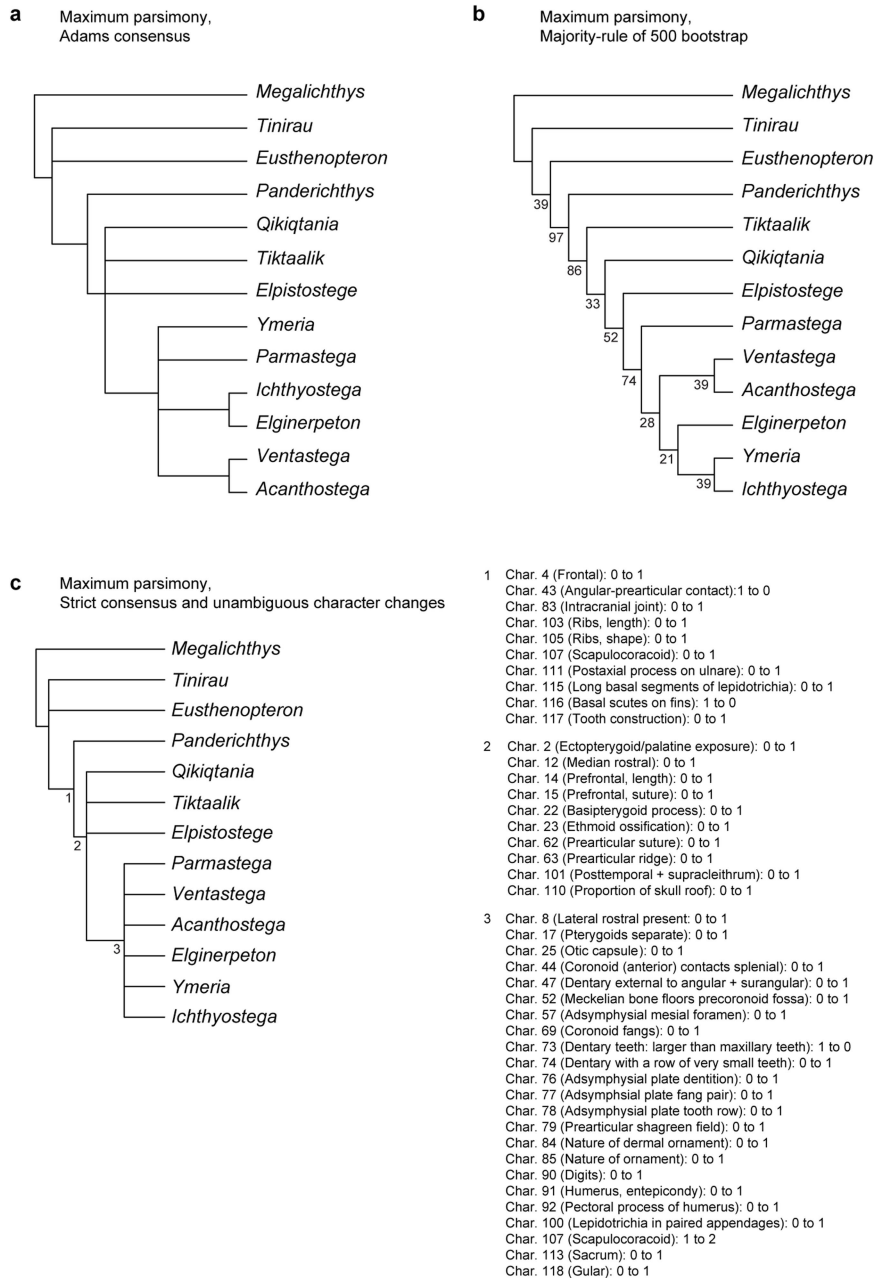 a
Maximum parsimony,
Adams consensus
Megalichthys
Tinirau
Eusthenopteron
Panderichthys
Qikiqtania
Tiktaalik
Elpistostege
Ymeria
Parmastega
Ichthyostega
Elginerpeton
Ventastega
Acanthostega
b
Maximum parsimony,
Majority-rule of 500 bootstrap
Megalichthys
Tinirau
Eusthenopteron
39
Panderichthys
97
Tiktaalik
86
Qikiqtania
33
Elpistostege
52
Parmastega
74
Ventastega
39
Acanthostega
28
Elginerpeton
21
Ymeria
39
Ichthyostega
c
Maximum parsimony,
Strict consensus and unambiguous character changes
Megalichthys
Tinirau
Eusthenopteron
Panderichthys
1
Qikiqtania
Tiktaalik
Elpistostege
2
Parmastega
Ventastega
Acanthostega
3
Elginerpeton
Ymeria
Ichthyostega
1 Char. 4 (Frontal): 0 to 1
Char. 43 (Angular-prearticular contact):1 to 0
Char. 83 (Intracranial joint): 0 to 1
Char. 103 (Ribs, length): 0 to 1
Char. 105 (Ribs, shape): 0 to 1
Char. 107 (Scapulocoracoid): 0 to 1
Char. 111 (Postaxial process on ulnare): 0 to 1
Char. 115 (Long basal segments of lepidotrichia): 0 to 1
Char. 116 (Basal scutes on fins): 1 to 0
Char. 117 (Tooth construction): 0 to 1
2 Char. 2 (Ectopterygoid/palatine exposure): 0 to 1
Char. 12 (Median rostral): 0 to 1
Char. 14 (Prefrontal, length): 0 to 1
Char. 15 (Prefrontal, suture): 0 to 1
Char. 22 (Basipterygoid process): 0 to 1
Char. 23 (Ethmoid ossification): 0 to 1
Char. 62 (Prearticular suture): 0 to 1
Char. 63 (Prearticular ridge): 0 to 1
Char. 101 (Posttemporal + supracleithrum): 0 to 1
Char. 110 (Proportion of skull roof): 0 to 1
3 Char. 8 (Lateral rostral present: 0 to 1
Char. 17 (Pterygoids separate): 0 to 1
Char. 25 (Otic capsule): 0 to 1
Char. 44 (Coronoid (anterior) contacts splenial): 0 to 1
Char. 47 (Dentary external to angular + surangular): 0 to 1
Char. 52 (Meckelian bone floors precoronoid fossa): 0 to 1
Char. 57 (Adsymphysial mesial foramen): 0 to 1
Char. 69 (Coronoid fangs): 0 to 1
Char. 73 (Dentary teeth: larger than maxillary teeth): 1 to 0
Char. 74 (Dentary with a row of very small teeth): 0 to 1
Char. 76 (Adsymphysial plate dentition): 0 to 1
Char. 77 (Adsymphsial plate fang pair): 0 to 1
Char. 78 (Adsymphysial plate tooth row): 0 to 1
Char. 79 (Prearticular shagreen field): 0 to 1
Char. 84 (Nature of dermal ornament): 0 to 1
Char. 85 (Nature of ornament): 0 to 1
Char. 90 (Digits): 0 to 1
Char. 91 (Humerus, entepicondy): 0 to 1
Char. 92 (Pectoral process of humerus): 0 to 1
Char. 100 (Lepidotrichia in paired appendages): 0 to 1
Char. 107 (Scapulocoracoid): 1 to 2
Char. 113 (Sacrum): 0 to 1
Char. 118 (Gular): 0 to 1